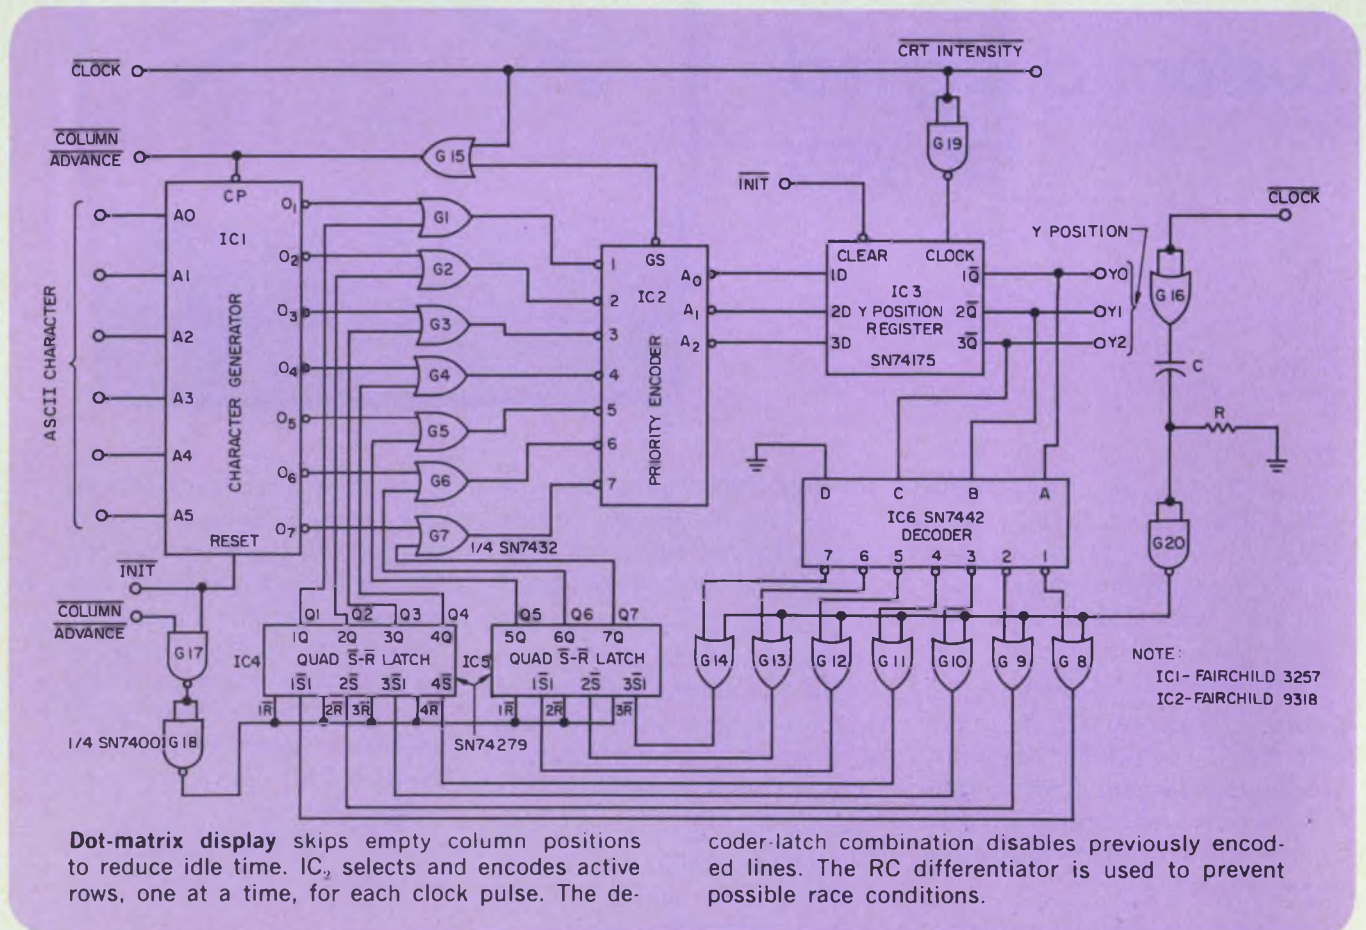 CLOCK
CRT INTENSITY
COLUMN
ADVANCE
G15
G19
INIT
CLOCK
ASCII CHARACTER
A0
A1
A2
A3
A4
A5
CP
IC1
CHARACTER GENERATOR
RESET
O1
O2
O3
O4
O5
O6
O7
G1
G2
G3
G4
G5
G6
G7
1/4 SN7432
1
2
3
4
5
6
7
GS
IC2
PRIORITY ENCODER
A0
A1
A2
CLEAR CLOCK
1D 1Q
IC3
2D Y POSITION 2Q
REGISTER
3D 3Q
SN74175
Y POSITION
Y0
Y1
Y2
G16
C
R
G20
D C B A
IC6 SN7442
DECODER
7 6 5 4 3 2 1
G14 G13 G12 G11 G10 G9 G8
INIT
COLUMN
ADVANCE
G17
1/4 SN7400 G18
Q1 Q2 Q3 Q4 Q5 Q6 Q7
1Q 2Q 3Q 4Q
IC4 QUAD S-R LATCH
1S1 2S 3S1 4S
1R 2R 3R 4R
5Q 6Q 7Q
IC5 QUAD S-R LATCH
1S1 2S 3S1
1R 2R 3R
SN74279
NOTE:
IC1-FAIRCHILD 3257
IC2-FAIRCHILD 9318
Dot-matrix display skips empty column positions
to reduce idle time. IC2 selects and encodes active
rows, one at a time, for each clock pulse. The de-
coder-latch combination disables previously encod-
ed lines. The RC differentiator is used to prevent
possible race conditions.